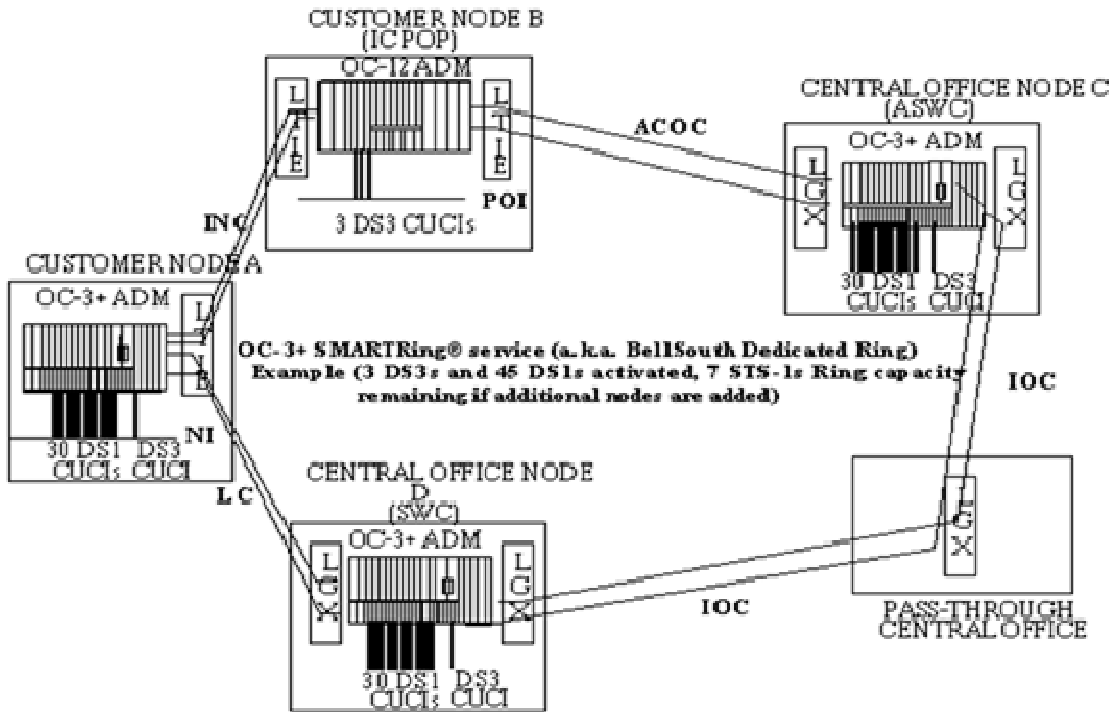 CUSTOMER NODE B
(IC POP)
OC-12 ADM
L
I
E
L
I
E
POI
3 DS3 CUCIs
ACOC
CENTRAL OFFICE NODE C
(ASWC)
OC-3+ ADM
L
G
X
L
G
X
30 DS1 DS3
CUCIs CUCI
INC
CUSTOMER NODE A
OC-3+ ADM
L
I
E
NI
30 DS1 DS3
CUCIs CUCI
OC-3+ SMARTRing® service (a.k.a. BellSouth Dedicated Ring)
Example (3 DS3s and 45 DS1s activated, 7 STS-1s Ring capacity
remaining if additional nodes are added)
IOC
LC
CENTRAL OFFICE NODE
D
(SWC)
OC-3+ ADM
L
G
X
L
G
X
30 DS1 DS3
CUCIs CUCI
IOC
L
G
X
PASS-THROUGH
CENTRAL OFFICE